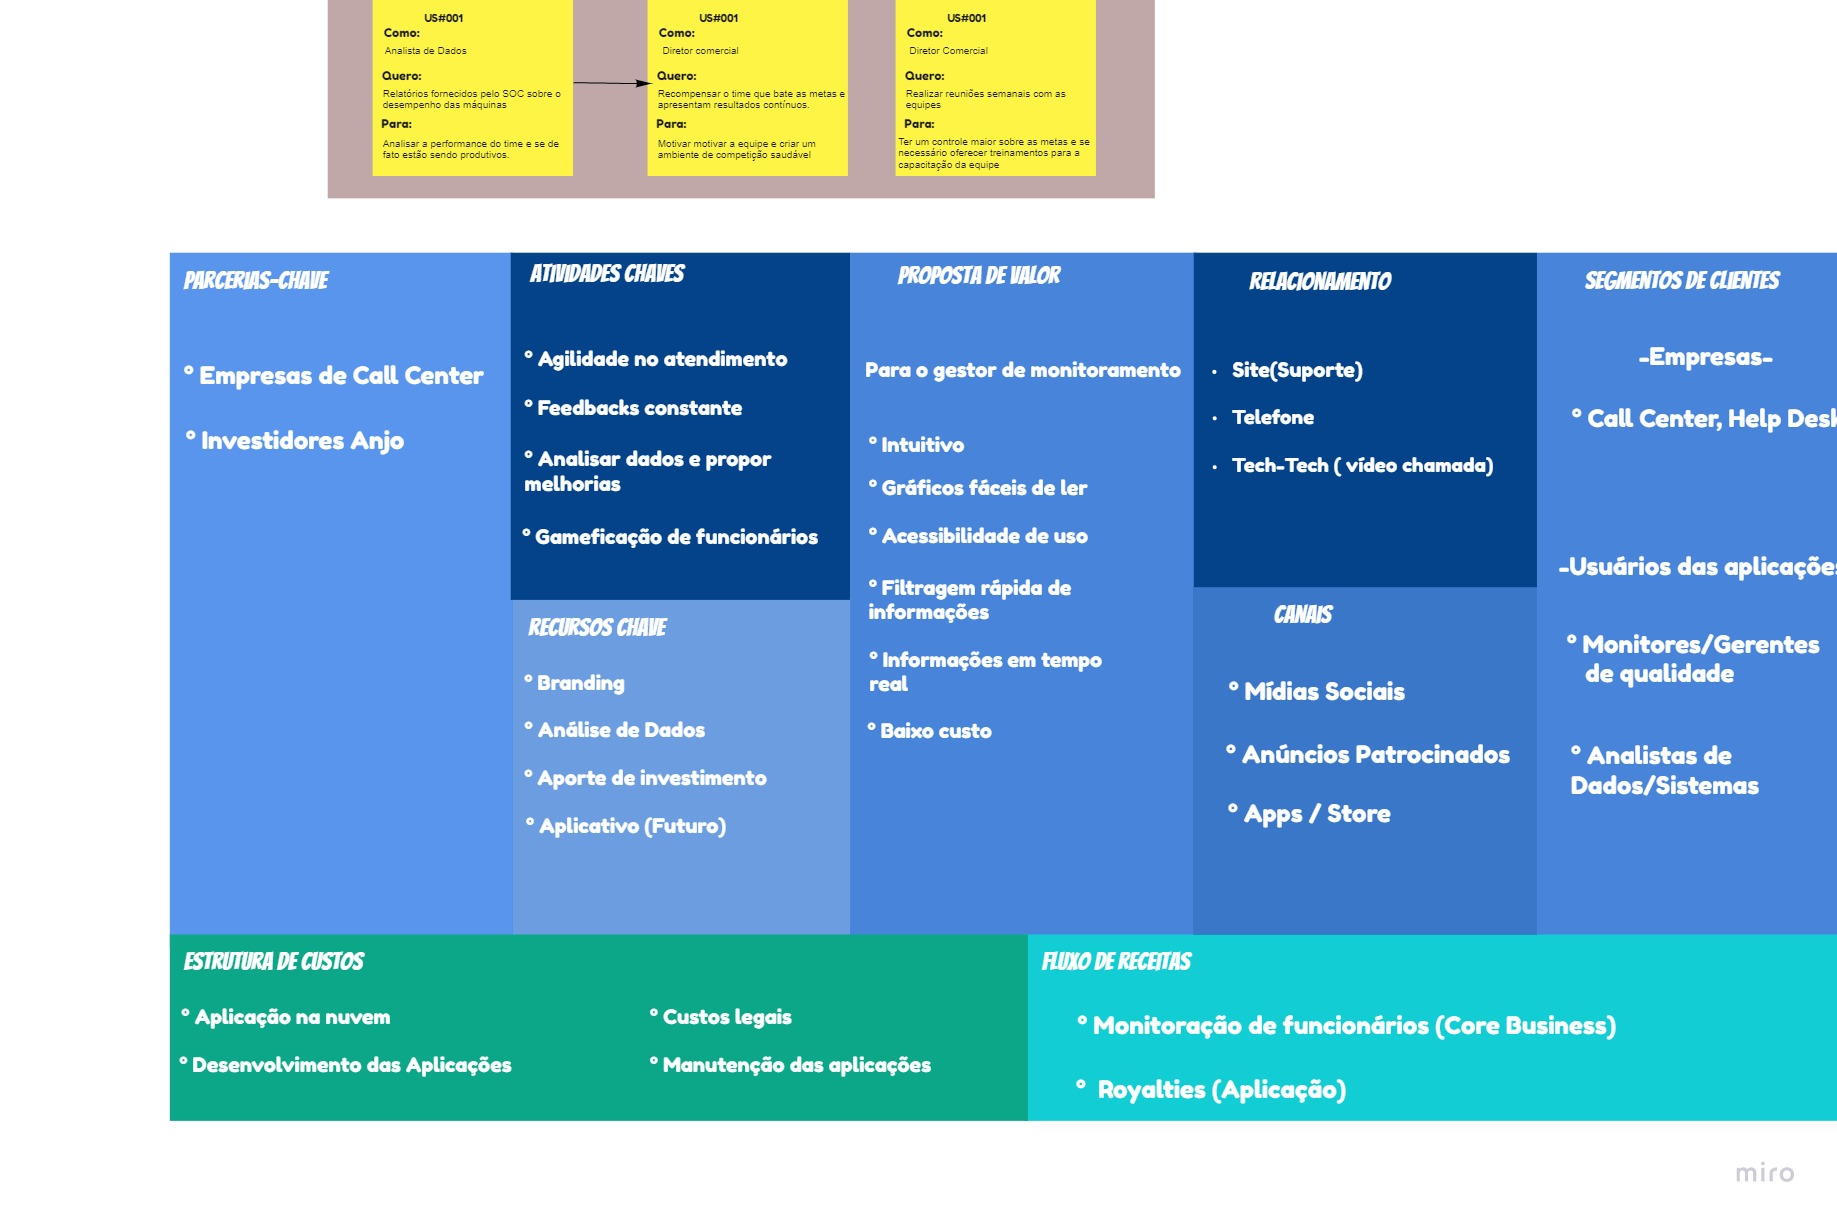 US#001
Como:
Analista de Dados
Quero:
Relatórios fornecidos pelo SOC sobre o
desempenho das máquinas
Para:
Analisar a performance do time e se de
fato estão sendo produtivos.
US#001
Como:
Diretor comercial
Quero:
Recompensar o time que bate as metas e
apresentam resultados contínuos.
Para:
Motivar motivar a equipe e criar um
ambiente de competição saudável
US#001
Como:
Diretor Comercial
Quero:
Realizar reuniões semanais com as
equipes
Para:
Ter um controle maior sobre as metas e se
necessário oferecer treinamentos para a
capacitação da equipe
PARCERIAS-CHAVE
° Empresas de Call Center
° Investidores Anjo
ATIVIDADES CHAVES
° Agilidade no atendimento
° Feedbacks constante
° Analisar dados e propor
melhorias
° Gameficação de funcionários
RECURSOS CHAVE
° Branding
° Análise de Dados
° Aporte de investimento
° Aplicativo (Futuro)
PROPOSTA DE VALOR
Para o gestor de monitoramento
° Intuitivo
° Gráficos fáceis de ler
° Acessibilidade de uso
° Filtragem rápida de
informações
° Informações em tempo
real
° Baixo custo
RELACIONAMENTO
• Site(Suporte)
• Telefone
• Tech-Tech ( vídeo chamada)
CANAIS
° Mídias Sociais
° Anúncios Patrocinados
° Apps / Store
SEGMENTOS DE CLIENTES
-Empresas-
° Call Center, Help Desk
-Usuários das aplicações
° Monitores/Gerentes
de qualidade
° Analistas de
Dados/Sistemas
ESTRUTURA DE CUSTOS
° Aplicação na nuvem
° Desenvolvimento das Aplicações
° Custos legais
° Manutenção das aplicações
FLUXO DE RECEITAS
° Monitoração de funcionários (Core Business)
° Royalties (Aplicação)
miro